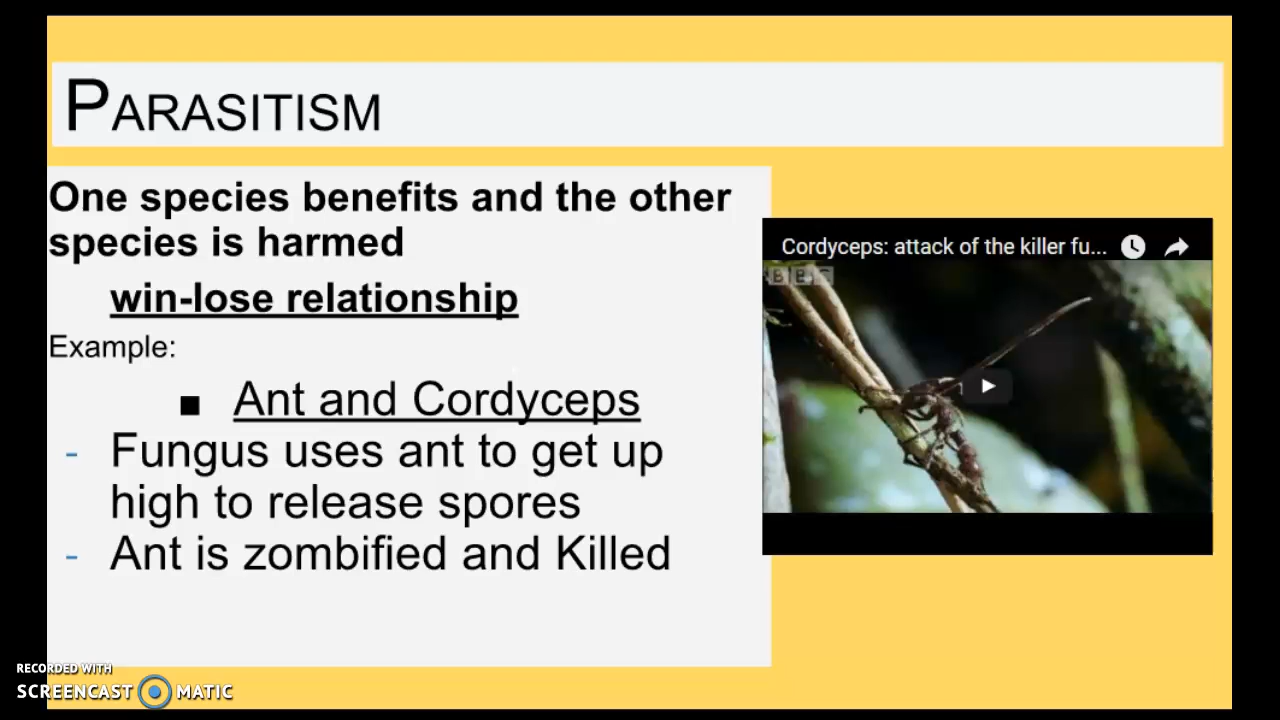 PARASITISM
One species benefits and the other
species is harmed
win-lose relationship
Example:
■ Ant and Cordyceps
- Fungus uses ant to get up
high to release spores
- Ant is zombified and Killed
Cordyceps: attack of the killer fu...
BBC
RECORDED WITH
SCREENCAST MATIC